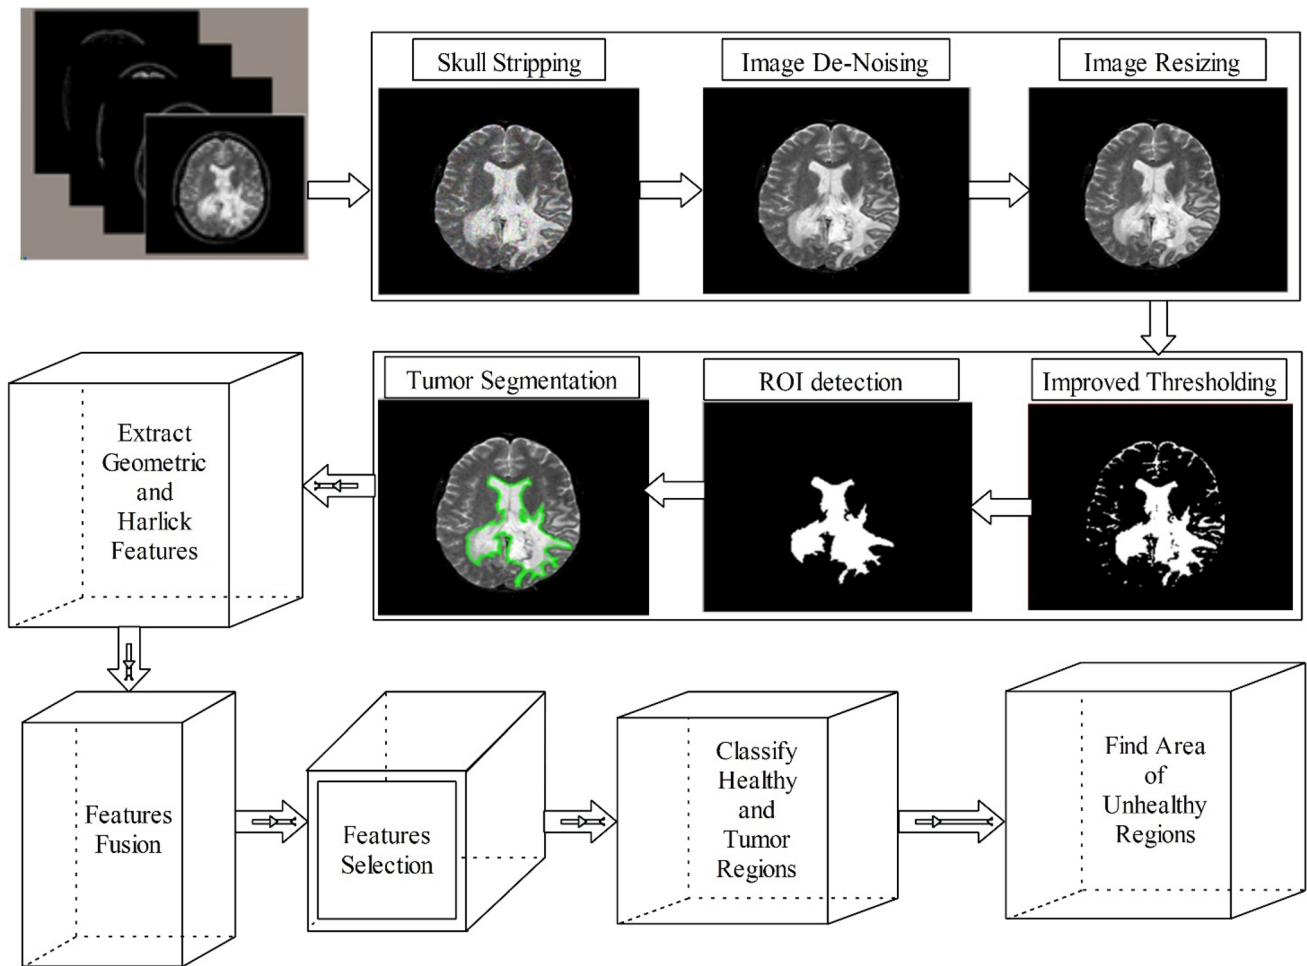 Skull Stripping
Image De-Noising
Image Resizing
Tumor Segmentation
ROI detection
Improved Thresholding
Extract
Geometric
and
Harlick
Features
Features
Fusion
Features
Selection
Classify
Healthy
and
Tumor
Regions
Find Area
of
Unhealthy
Regions